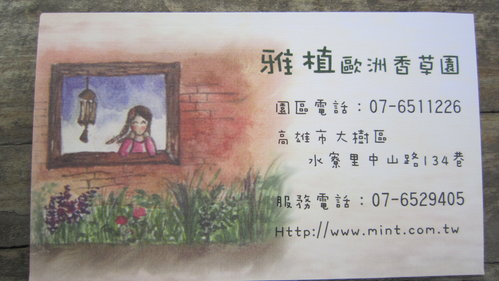 雅植歐洲香草園
園區電話：07-6511226
高雄市大樹區
水寮里中山路134巷
服務電話：07-6529405
Http://www.mint.com.tw